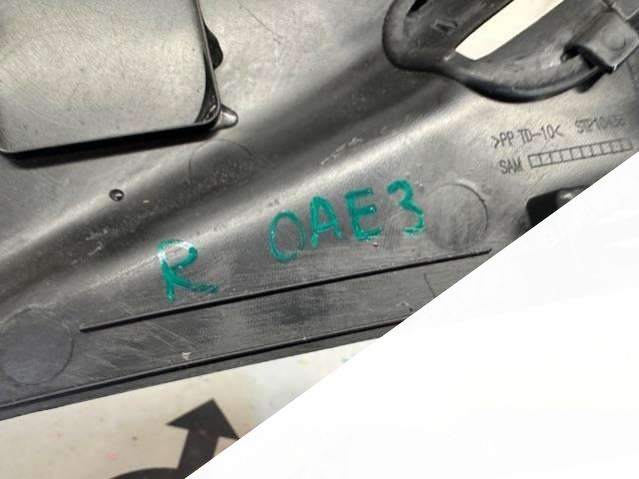 >PP TD-10<
SAM
R OAE3